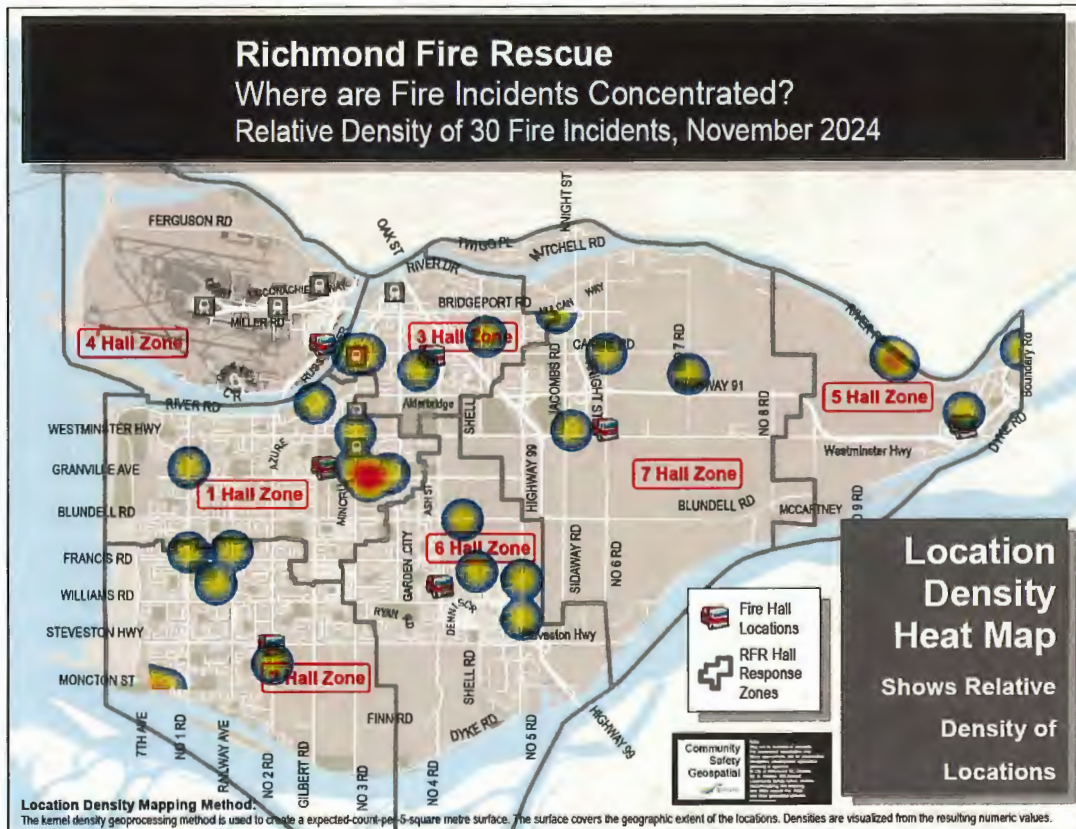 Richmond Fire Rescue
Where are Fire Incidents Concentrated?
Relative Density of 30 Fire Incidents, November 2024
FERGUSON RD
OAK ST
TWIGG PL
KNIGHT ST
MITCHELL RD
RIVER DR
BRIDGEPORT RD
MILLER RD
4 Hall Zone
3 Hall Zone
NO 7 RD
HIGHWAY 91
NO 8 RD
5 Hall Zone
Boundary Rd
RIVER RD
Alderbridge
SHELL
JACOBS RD
KNIGHT ST
WESTMINSTER HWY
AZURE
Westminster Hwy
DYKE RD
GRANVILLE AVE
1 Hall Zone
MINORU
ASH ST
HIGHWAY 99
7 Hall Zone
BLUNDELL RD
BLUNDELL RD
MCCARTNEY
NO 9 RD
FRANCIS RD
GARDEN CITY
6 Hall Zone
SIDAWAY RD
NO 6 RD
WILLIAMS RD
RYAN RD
STEVESTON HWY
Steveston Hwy
MONCTON ST
2 Hall Zone
SHELL RD
7TH AVE
NO 1 RD
RAILWAY AVE
NO 2 RD
GILBERT RD
FINN RD
NO 3 RD
NO 4 RD
DYKE RD
NO 5 RD
HIGHWAY 99
Fire Hall
Locations
RFR Hall
Response
Zones
Community
Safety
Geospatial
Location
Density
Heat Map
Shows Relative
Density of
Locations
Location Density Mapping Method:
The kernel density geoprocessing method is used to create a expected-count-per-5-square metre surface. The surface covers the geographic extent of the locations. Densities are visualized from the resulting numeric values.